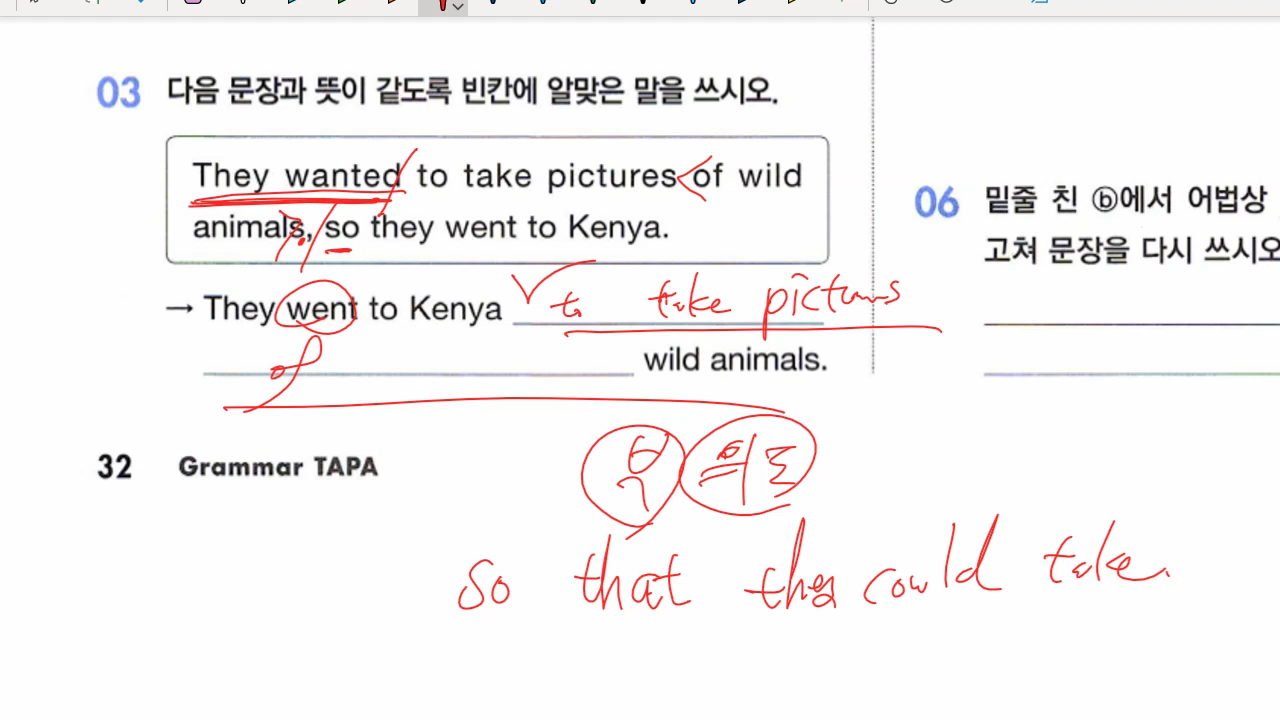 03 다음 문장과 뜻이 같도록 빈칸에 알맞은 말을 쓰시오.
They wanted to take pictures of wild
animals, so they went to Kenya.
→ They went to Kenya to take pictures
of wild animals.
32 Grammar TAPA
부 의도
so that they could take
06 밑줄 친 ⓑ에서 어법상
고쳐 문장을 다시 쓰시오